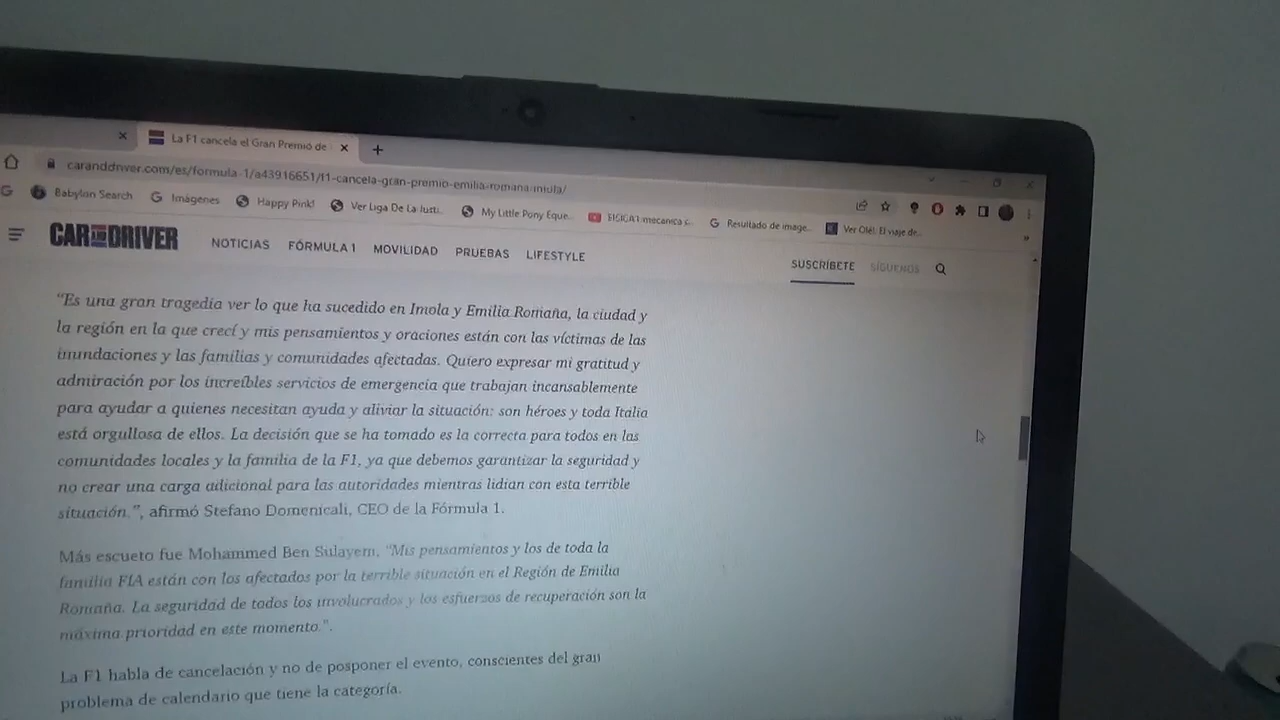 La F1 cancela el Gran Premio de
caranddriver.com/es/formula-1/a43916651/f1-cancela-gran-premio-emilia-romana-imola/
G Babylon Search G Imágenes Happy Pink! Ver Liga De La Justi... My Little Pony Eque... FISICA I mecanica c... G Resultado de image... Ver Olé!. El viaje de...
CAR AND DRIVER NOTICIAS FÓRMULA 1 MOVILIDAD PRUEBAS LIFESTYLE SUSCRÍBETE SÍGUENOS
"Es una gran tragedia ver lo que ha sucedido en Imola y Emilia Romaña, la ciudad y
la región en la que crecí y mis pensamientos y oraciones están con las víctimas de las
inundaciones y las familias y comunidades afectadas. Quiero expresar mi gratitud y
admiración por los increíbles servicios de emergencia que trabajan incansablemente
para ayudar a quienes necesitan ayuda y aliviar la situación: son héroes y toda Italia
está orgullosa de ellos. La decisión que se ha tomado es la correcta para todos en las
comunidades locales y la familia de la F1, ya que debemos garantizar la seguridad y
no crear una carga adicional para las autoridades mientras lidian con esta terrible
situación.", afirmó Stefano Domenicali, CEO de la Fórmula 1.
Más escueto fue Mohammed Ben Sulayem, "Mis pensamientos y los de toda la
familia FIA están con los afectados por la terrible situación en el Región de Emilia
Romaña. La seguridad de todos los involucrados y los esfuerzos de recuperación son la
máxima prioridad en este momento.".
La F1 habla de cancelación y no de posponer el evento, conscientes del gran
problema de calendario que tiene la categoría.